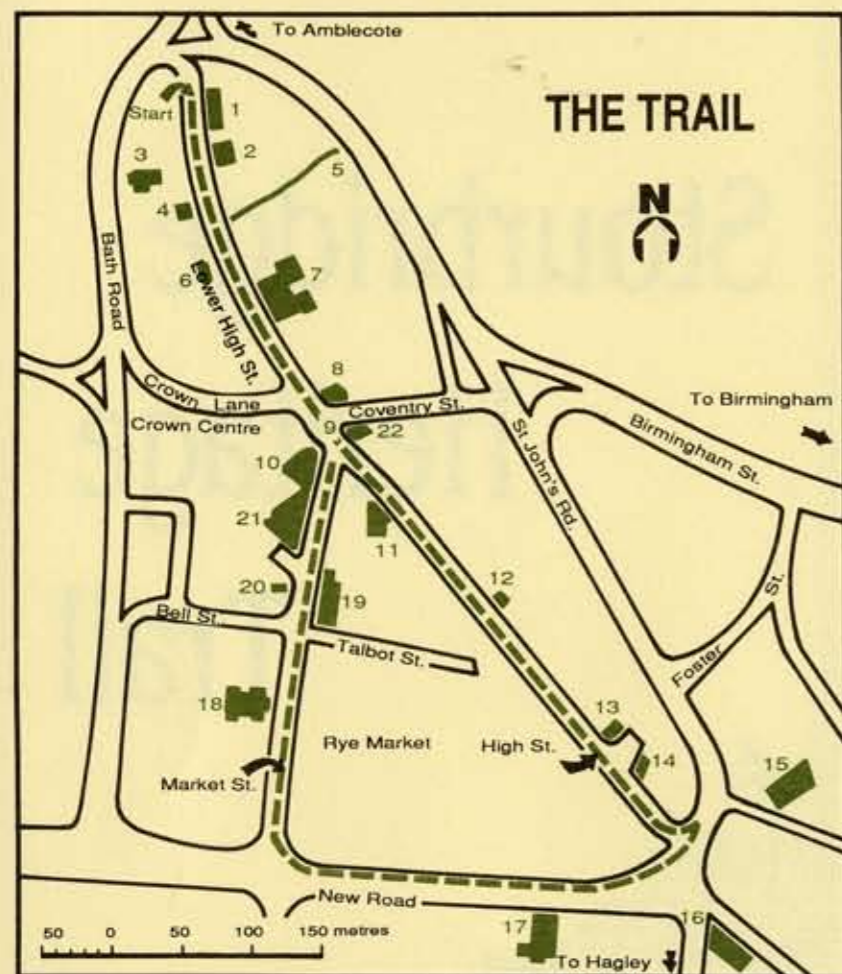 To Amblecote
THE TRAIL
N
Start
1
2
3
4
5
6
7
Bath Road
Lower High St.
8
Crown Lane
Coventry St.
To Birmingham
Crown Centre
9
22
St John's Rd.
Birmingham St.
10
21
11
12
20
19
Bell St.
Talbot St.
Foster St.
18
13
Rye Market
High St.
14
15
Market St.
New Road
50 0 50 100 150 metres
17
16
To Hagley